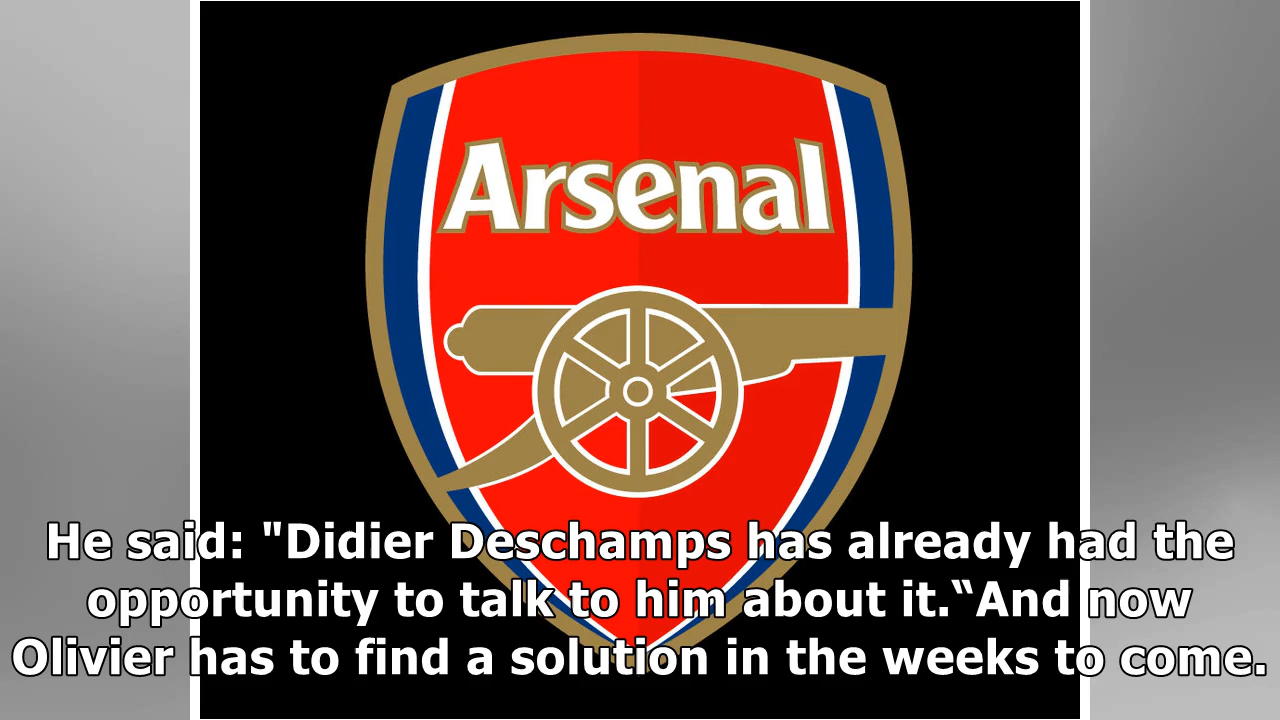 Arsenal
He said: "Didier Deschamps has already had the
opportunity to talk to him about it.“And now
Olivier has to find a solution in the weeks to come.